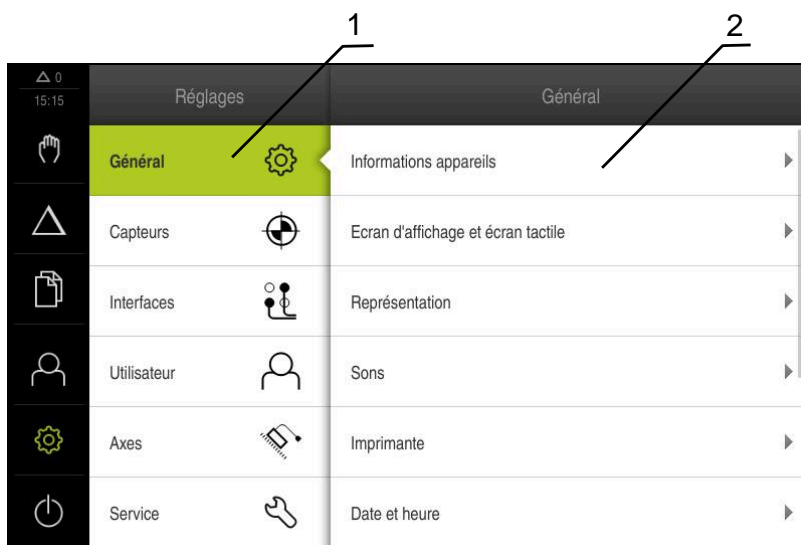 1
2
△ 0
15:15
Réglages
Général
Général
Capteurs
Interfaces
Utilisateur
Axes
Service
Informations appareils
Ecran d'affichage et écran tactile
Représentation
Sons
Imprimante
Date et heure